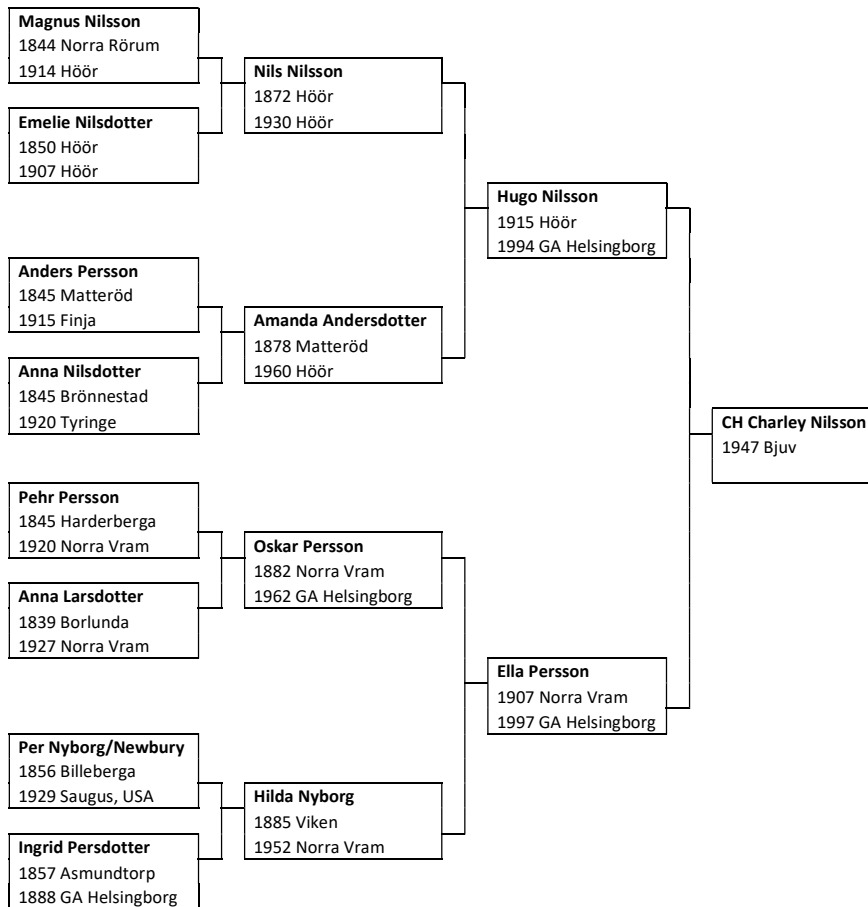 Magnus Nilsson
1844 Norra Rörum
1914 Höör
Emelie Nilsdotter
1850 Höör
1907 Höör
Nils Nilsson
1872 Höör
1930 Höör
Anders Persson
1845 Matteröd
1915 Finja
Anna Nilsdotter
1845 Brönnestad
1920 Tyringe
Amanda Andersdotter
1878 Matteröd
1960 Höör
Hugo Nilsson
1915 Höör
1994 GA Helsingborg
CH Charley Nilsson
1947 Bjuv
Pehr Persson
1845 Harderberga
1920 Norra Vram
Anna Larsdotter
1839 Borlunda
1927 Norra Vram
Oskar Persson
1882 Norra Vram
1962 GA Helsingborg
Ella Persson
1907 Norra Vram
1997 GA Helsingborg
Per Nyborg/Newbury
1856 Billeberga
1929 Saugus, USA
Ingrid Persdotter
1857 Asmundtorp
1888 GA Helsingborg
Hilda Nyborg
1885 Viken
1952 Norra Vram